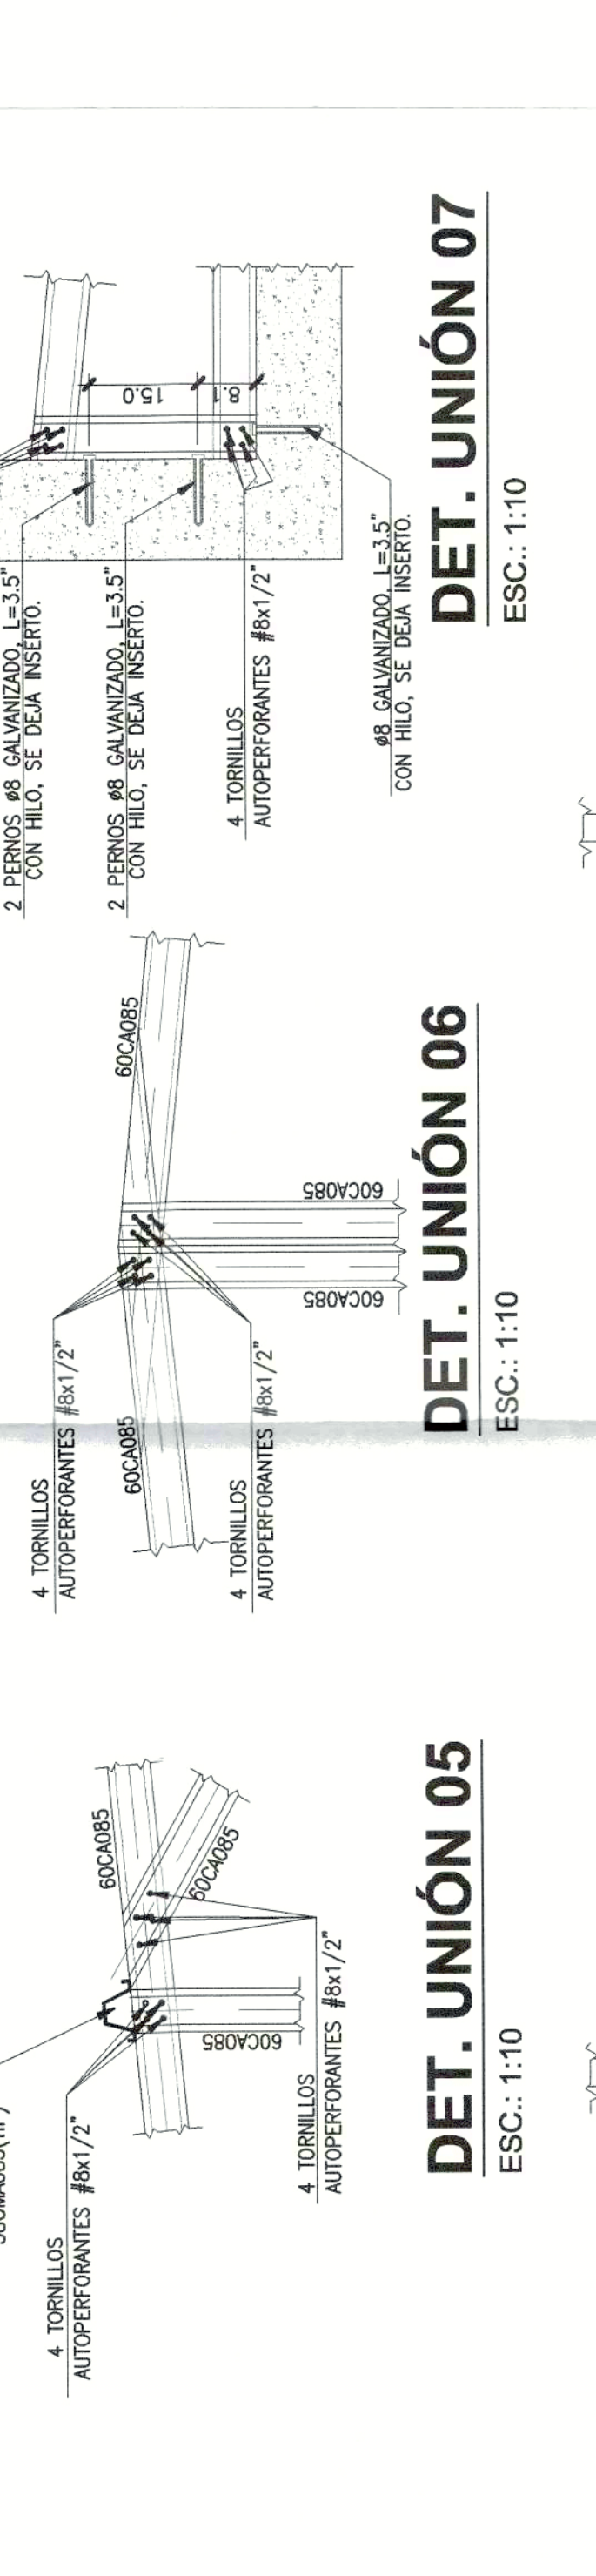 4 TORNILLOS
AUTOPERFORANTES #8x1/2"
60CA085
60CA085
60CA085
4 TORNILLOS
AUTOPERFORANTES #8x1/2"
DET. UNIÓN 05
ESC.: 1:10
4 TORNILLOS
AUTOPERFORANTES #8x1/2"
60CA085
60CA085
60CA085
60CA085
4 TORNILLOS
AUTOPERFORANTES #8x1/2"
DET. UNIÓN 06
ESC.: 1:10
2 PERNOS ø8 GALVANIZADO, L=3.5"
CON HILO, SE DEJA INSERTO.
2 PERNOS ø8 GALVANIZADO, L=3.5"
CON HILO, SE DEJA INSERTO.
15.0
8.1
4 TORNILLOS
AUTOPERFORANTES #8x1/2"
ø8 GALVANIZADO, L=3.5"
CON HILO, SE DEJA INSERTO.
DET. UNIÓN 07
ESC.: 1:10